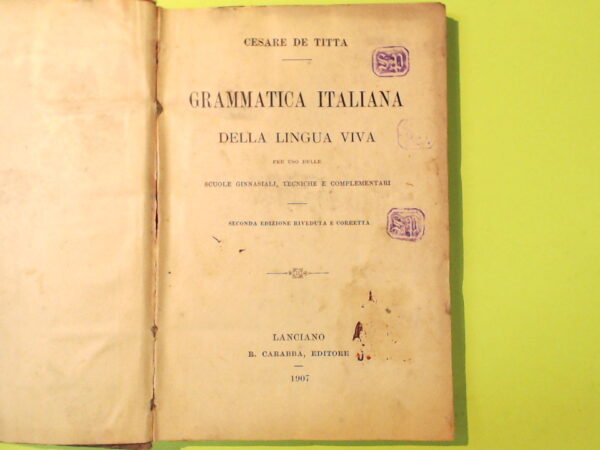 CESARE DE TITTA
GRAMMATICA ITALIANA
DELLA LINGUA VIVA
PER USO DELLE
SCUOLE GINNASIALI, TECNICHE E COMPLEMENTARI
SECONDA EDIZIONE RIVEDUTA E CORRETTA
LANCIANO
R. CARABBA, EDITORE
1907